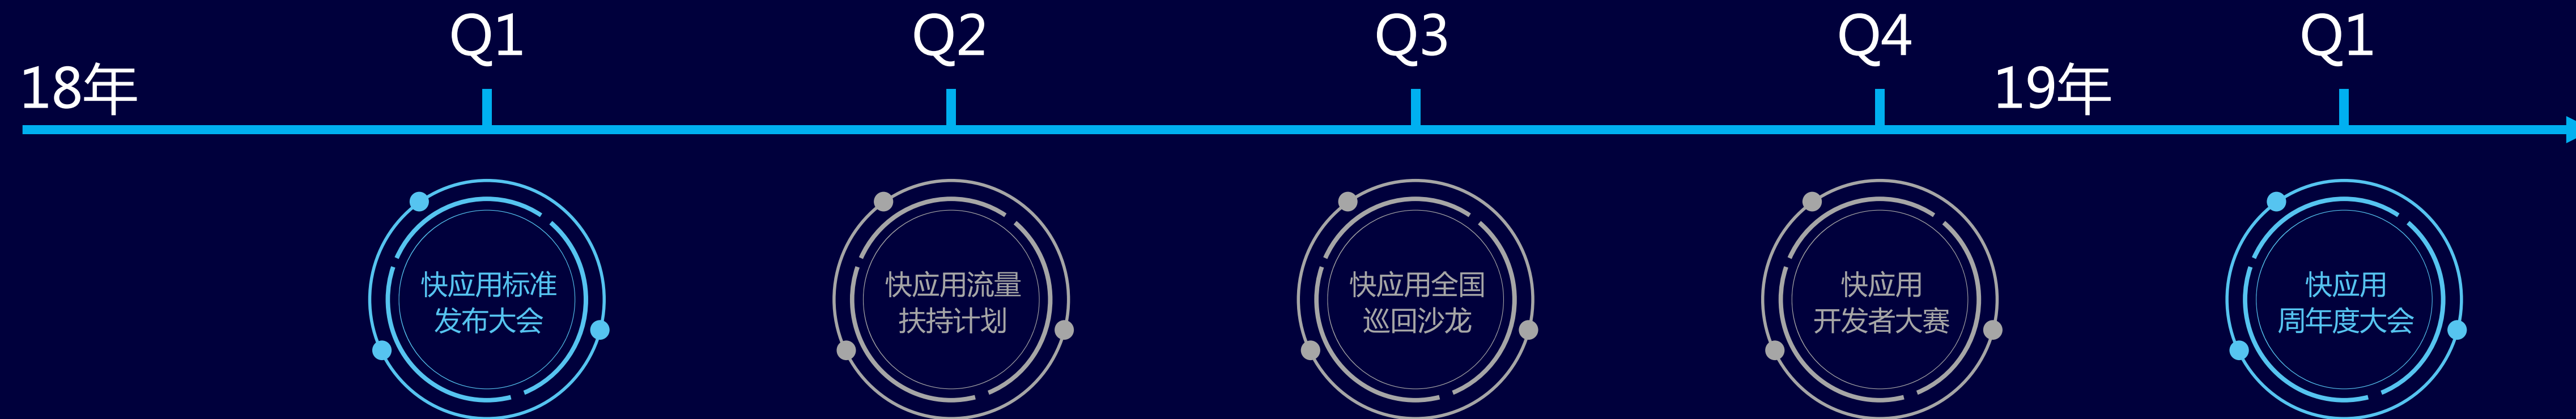 18年
Q1
Q2
Q3
Q4
19年
Q1
快应用标准
发布大会
快应用流量
扶持计划
快应用全国
巡回沙龙
快应用
开发者大赛
快应用
周年度大会